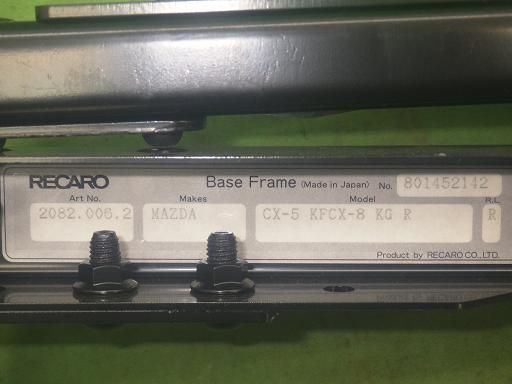 RECARO Base Frame (Made in Japan) No. 801452142
Art No. Makes Model R.L
2082.006.2 MAZDA CX-5 KFCX-8 KG R R
Product by RECARO CO., LTD.